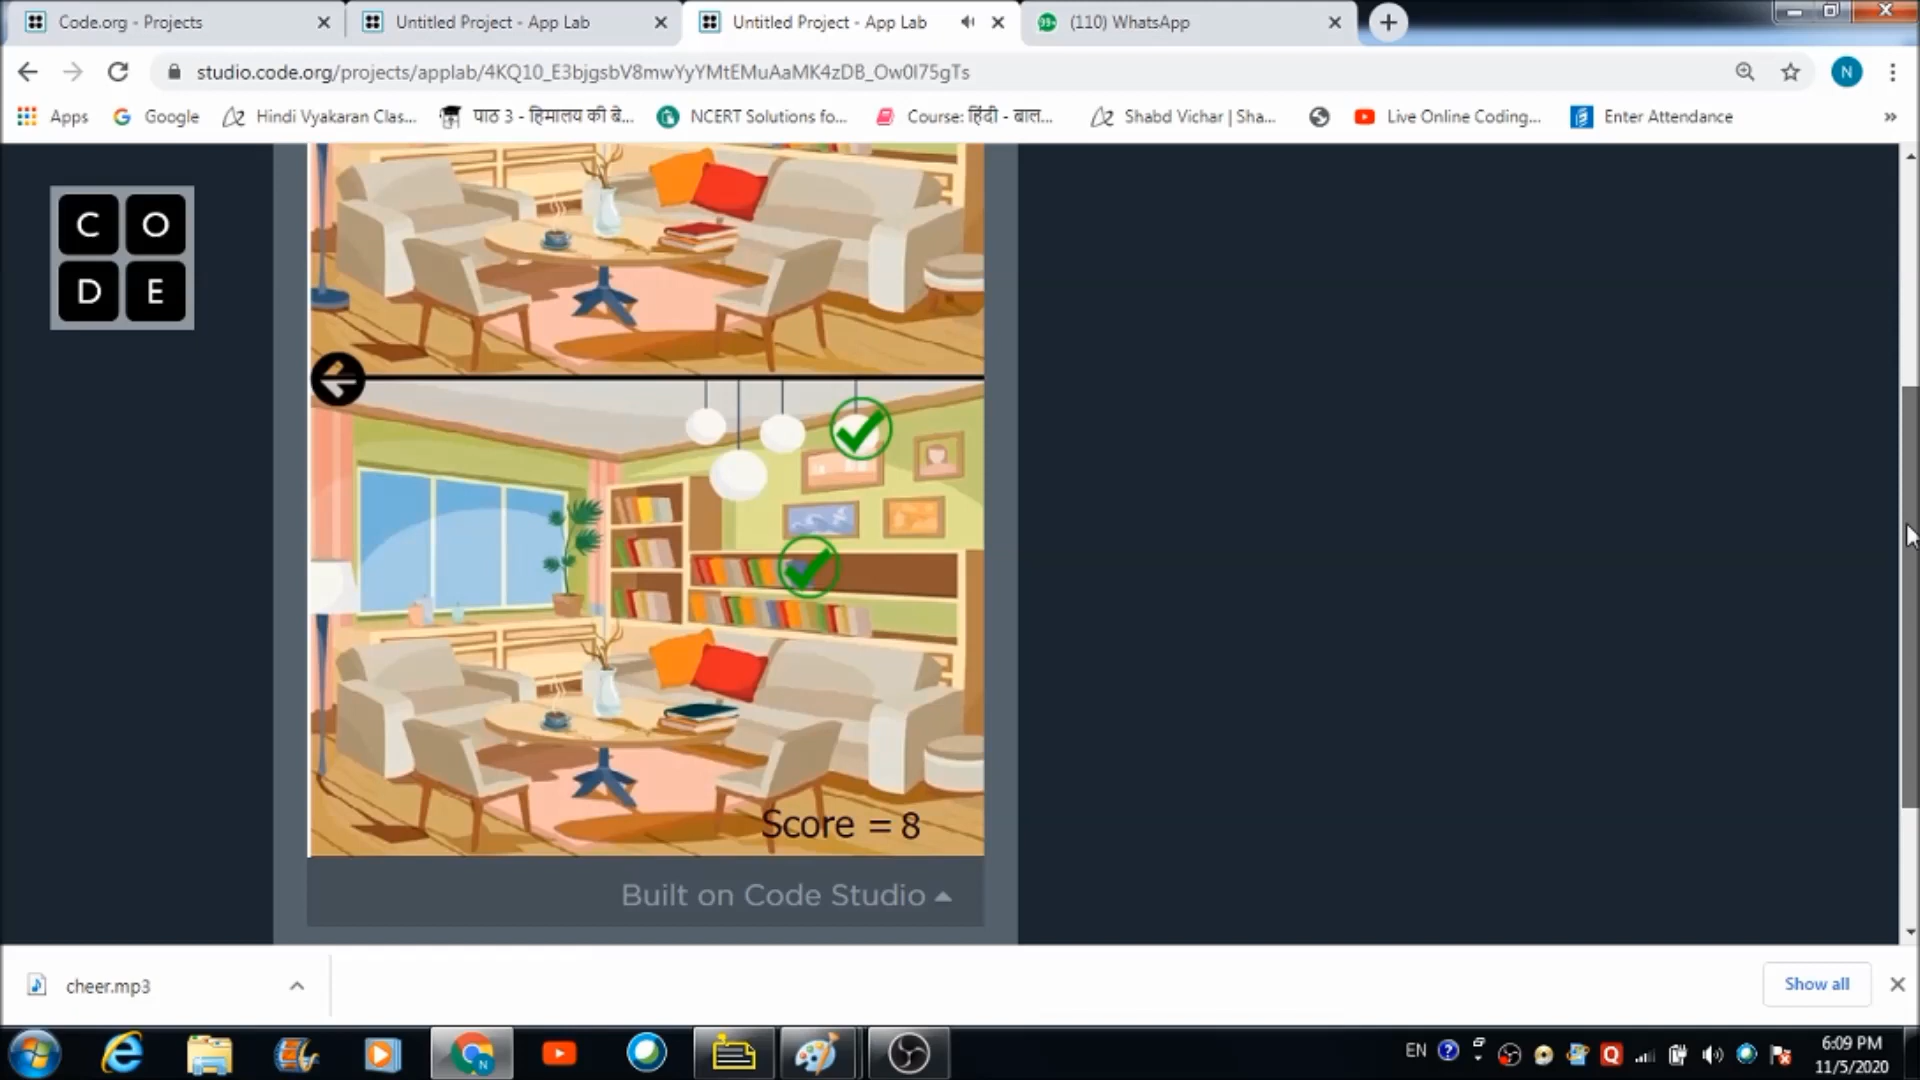 Code.org - Projects
Untitled Project - App Lab
Untitled Project - App Lab
(110) WhatsApp
studio.code.org/projects/applab/4KQ10_E3bjgsbV8mwYyYMtEMuAaMK4zDB_Ow0I75gTs
N
Apps
Google
Hindi Vyakaran Clas...
पाठ 3 - हिमालय की बे...
NCERT Solutions fo...
Course: हिंदी - बाल...
Shabd Vichar | Sha...
Live Online Coding...
Enter Attendance
»
C O
D E
Score = 8
Built on Code Studio
cheer.mp3
Show all
EN
6:09 PM
11/5/2020